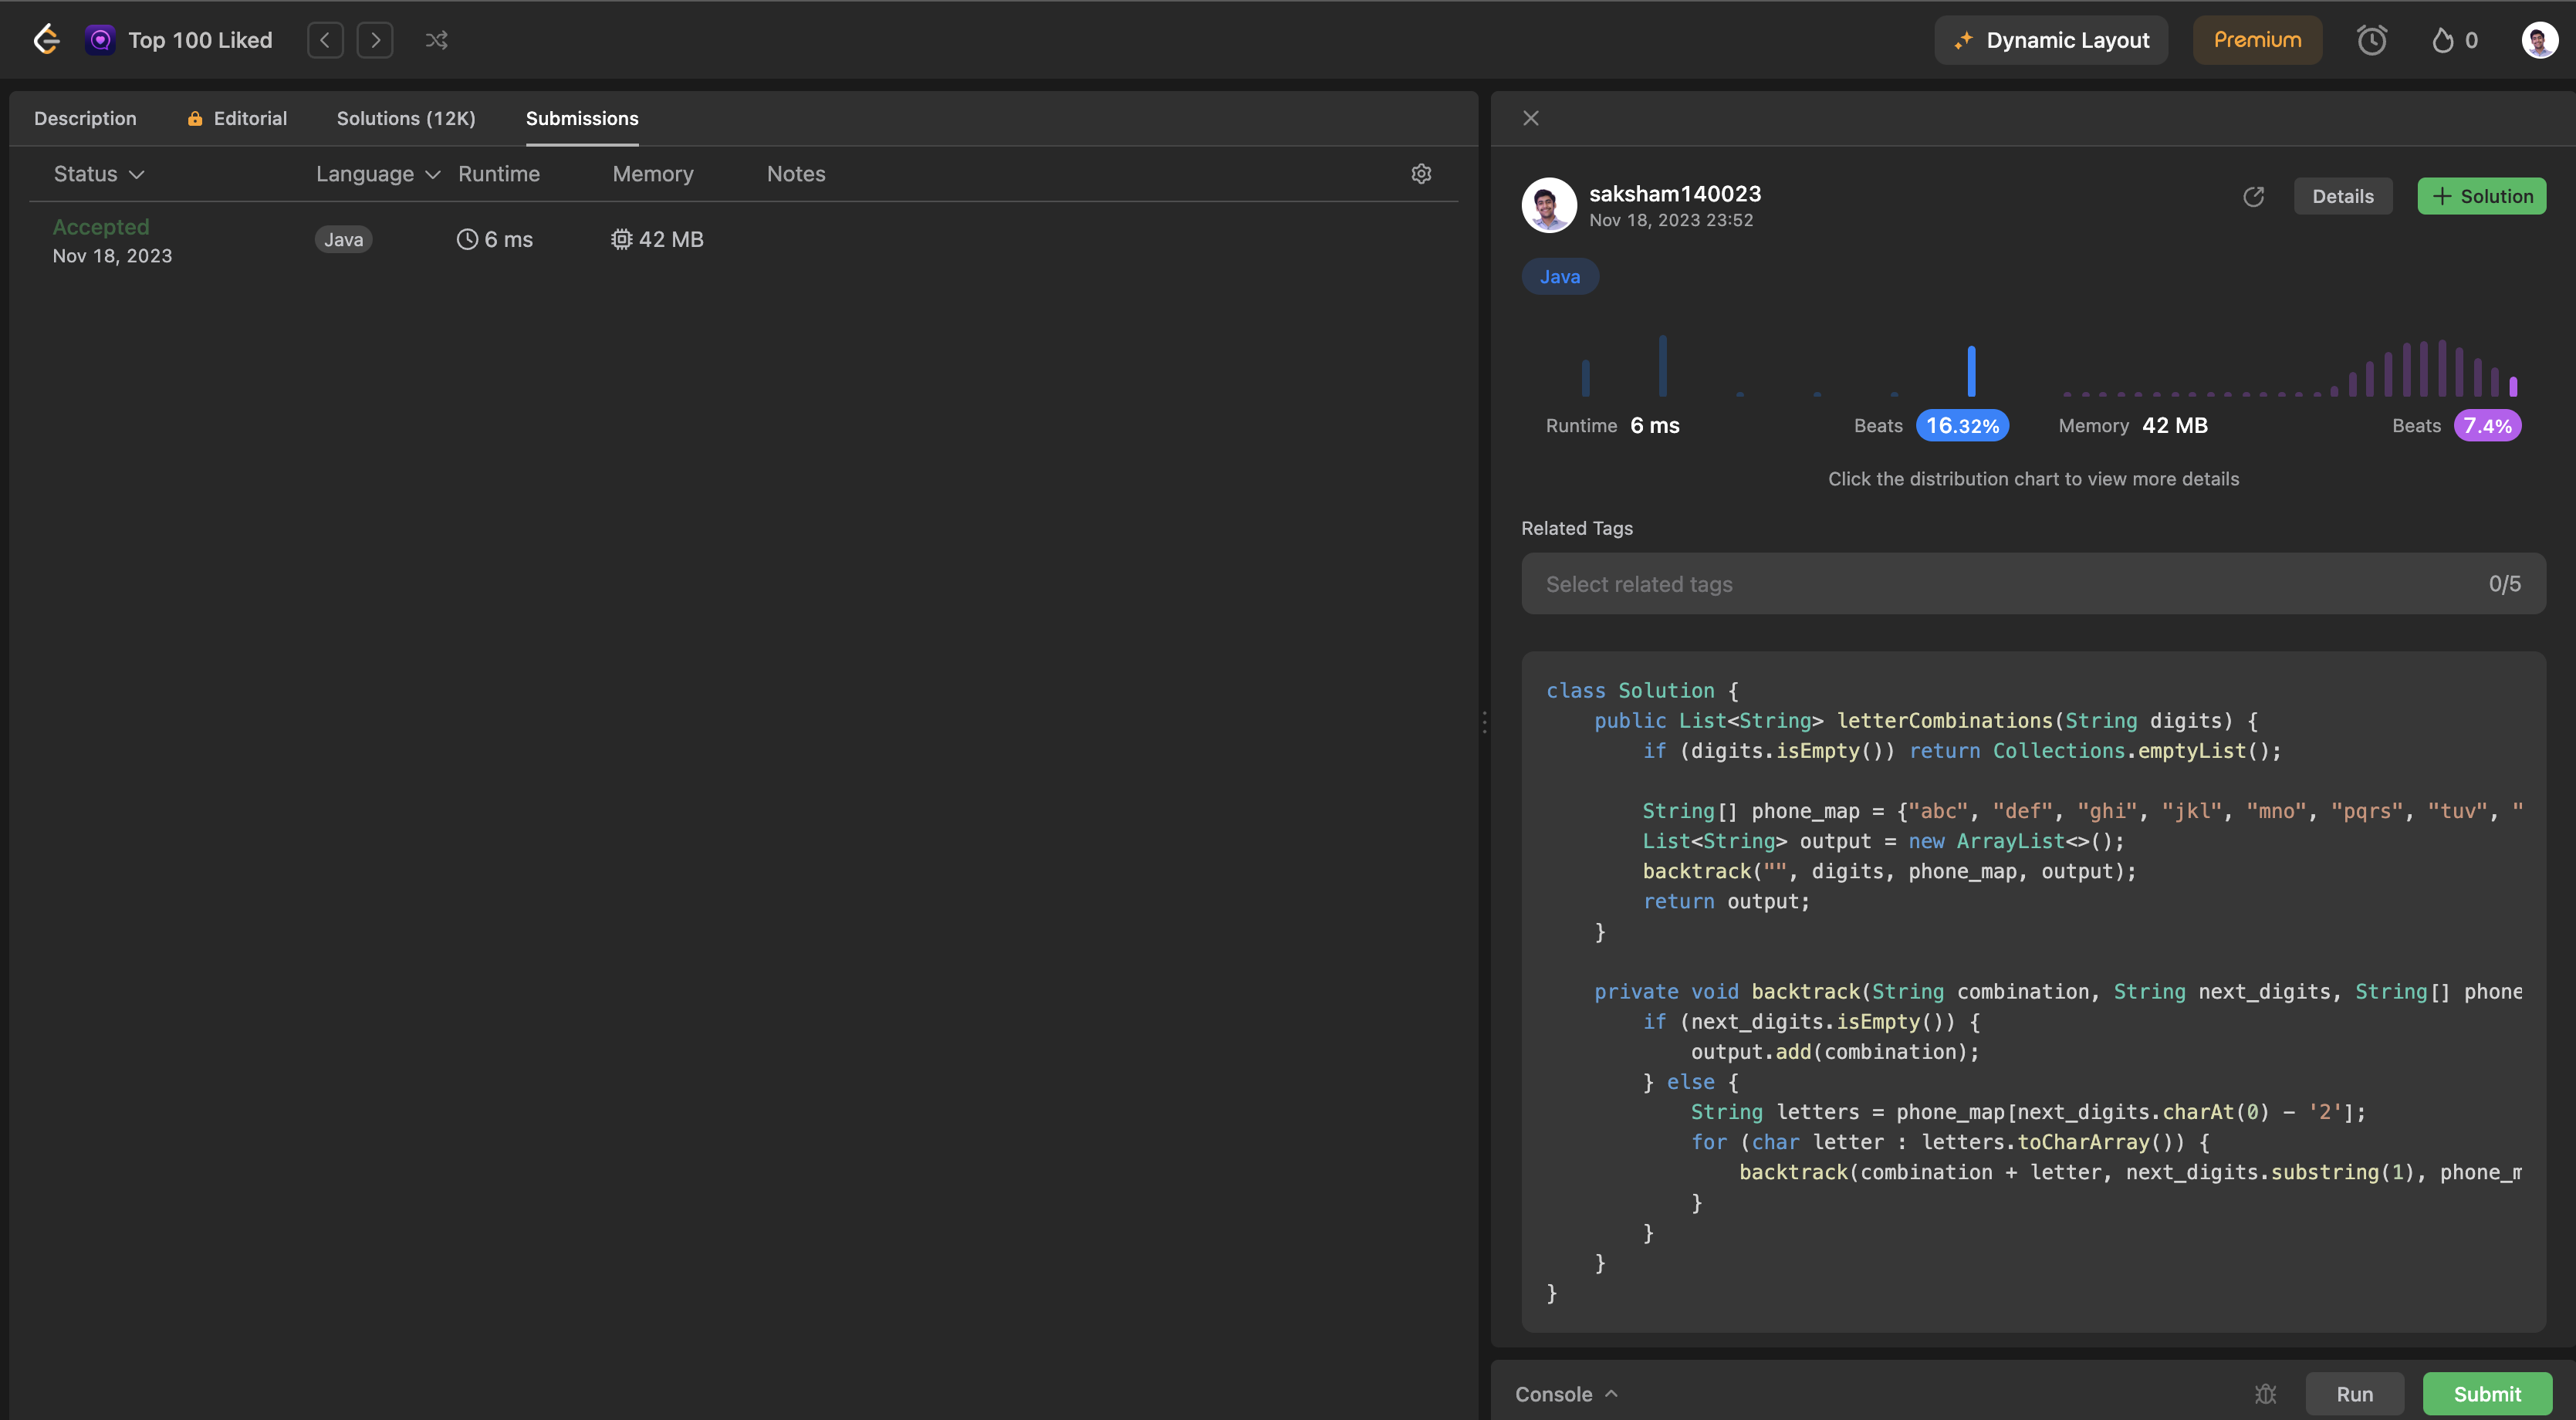 Top 100 Liked
Dynamic Layout
Premium
0
Description
Editorial
Solutions (12K)
Submissions
Status
Language
Runtime
Memory
Notes
Accepted
Nov 18, 2023
Java
6 ms
42 MB
saksham140023
Nov 18, 2023 23:52
Details
Solution
Java
Runtime 6 ms
Beats 16.32%
Memory 42 MB
Beats 7.4%
Click the distribution chart to view more details
Related Tags
Select related tags
0/5
class Solution {
    public List<String> letterCombinations(String digits) {
        if (digits.isEmpty()) return Collections.emptyList();

        String[] phone_map = {"abc", "def", "ghi", "jkl", "mno", "pqrs", "tuv", "
        List<String> output = new ArrayList<>();
        backtrack("", digits, phone_map, output);
        return output;
    }

    private void backtrack(String combination, String next_digits, String[] phone
        if (next_digits.isEmpty()) {
            output.add(combination);
        } else {
            String letters = phone_map[next_digits.charAt(0) - '2'];
            for (char letter : letters.toCharArray()) {
                backtrack(combination + letter, next_digits.substring(1), phone_m
            }
        }
    }
}
Console
Run
Submit